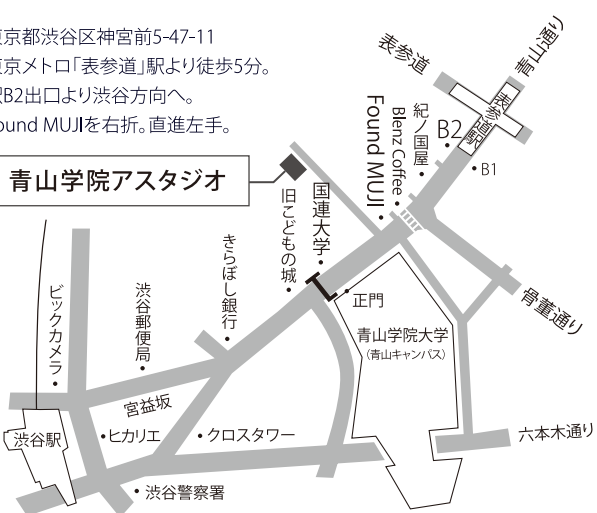 東京都渋谷区神宮前5-47-11
東京メトロ「表参道」駅より徒歩5分。
駅B2出口より渋谷方向へ。
Found MUJIを右折。直進左手。
青山学院アスタジオ
表参道
青山通り
表参道駅
B2
B1
紀ノ国屋
Blenz Coffee
Found MUJI
国連大学
旧こどもの城
きらぼし銀行
渋谷郵便局
ビックカメラ
正門
青山学院大学
(青山キャンパス)
骨董通り
六本木通り
宮益坂
渋谷駅
ヒカリエ
クロスタワー
渋谷警察署